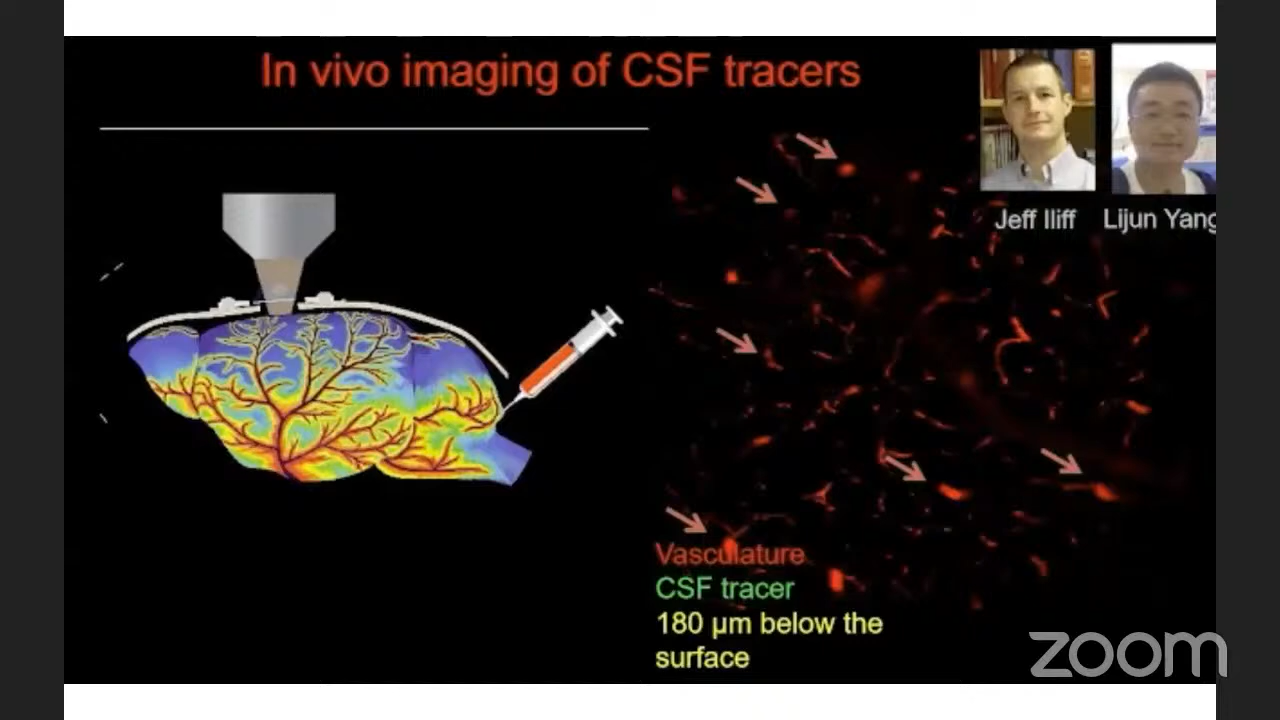 In vivo imaging of CSF tracers
Jeff Iliff
Lijun Yang
Vasculature
CSF tracer
180 µm below the
surface
zoom